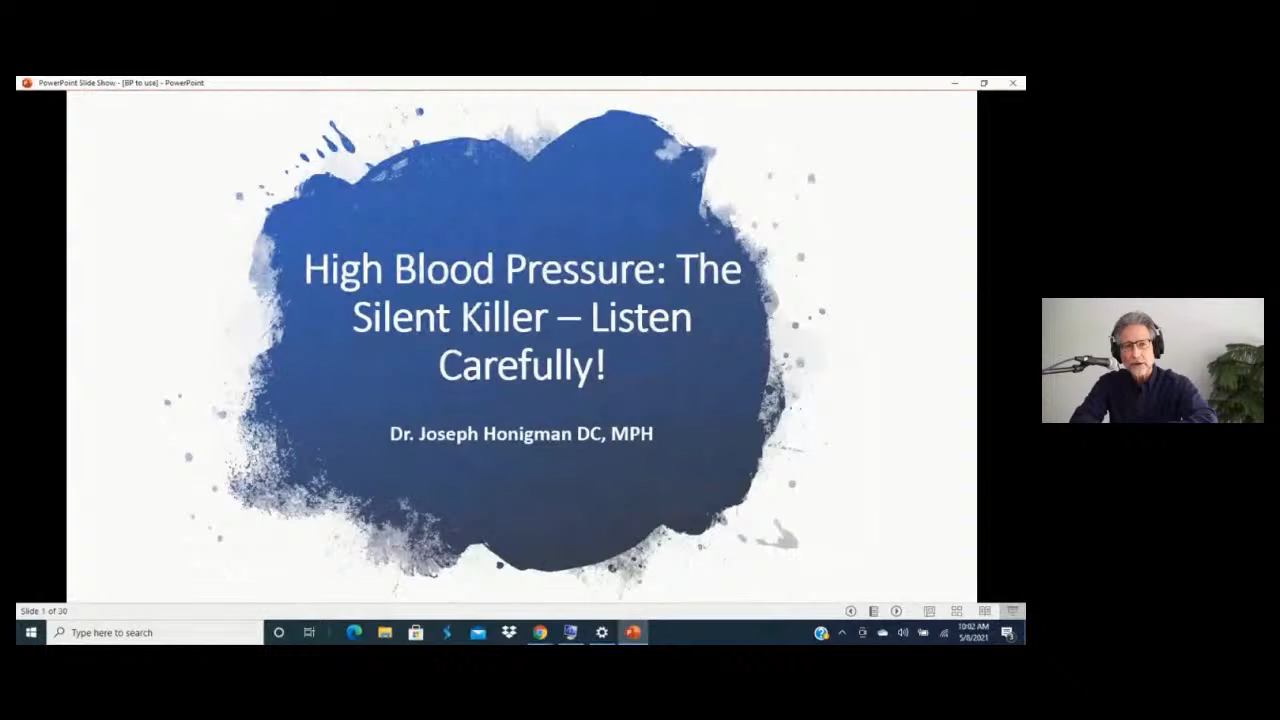 PowerPoint Slide Show - [BP to use] - PowerPoint
High Blood Pressure: The
Silent Killer – Listen
Carefully!
Dr. Joseph Honigman DC, MPH
Slide 1 of 30
Type here to search
10:02 AM
5/8/2021